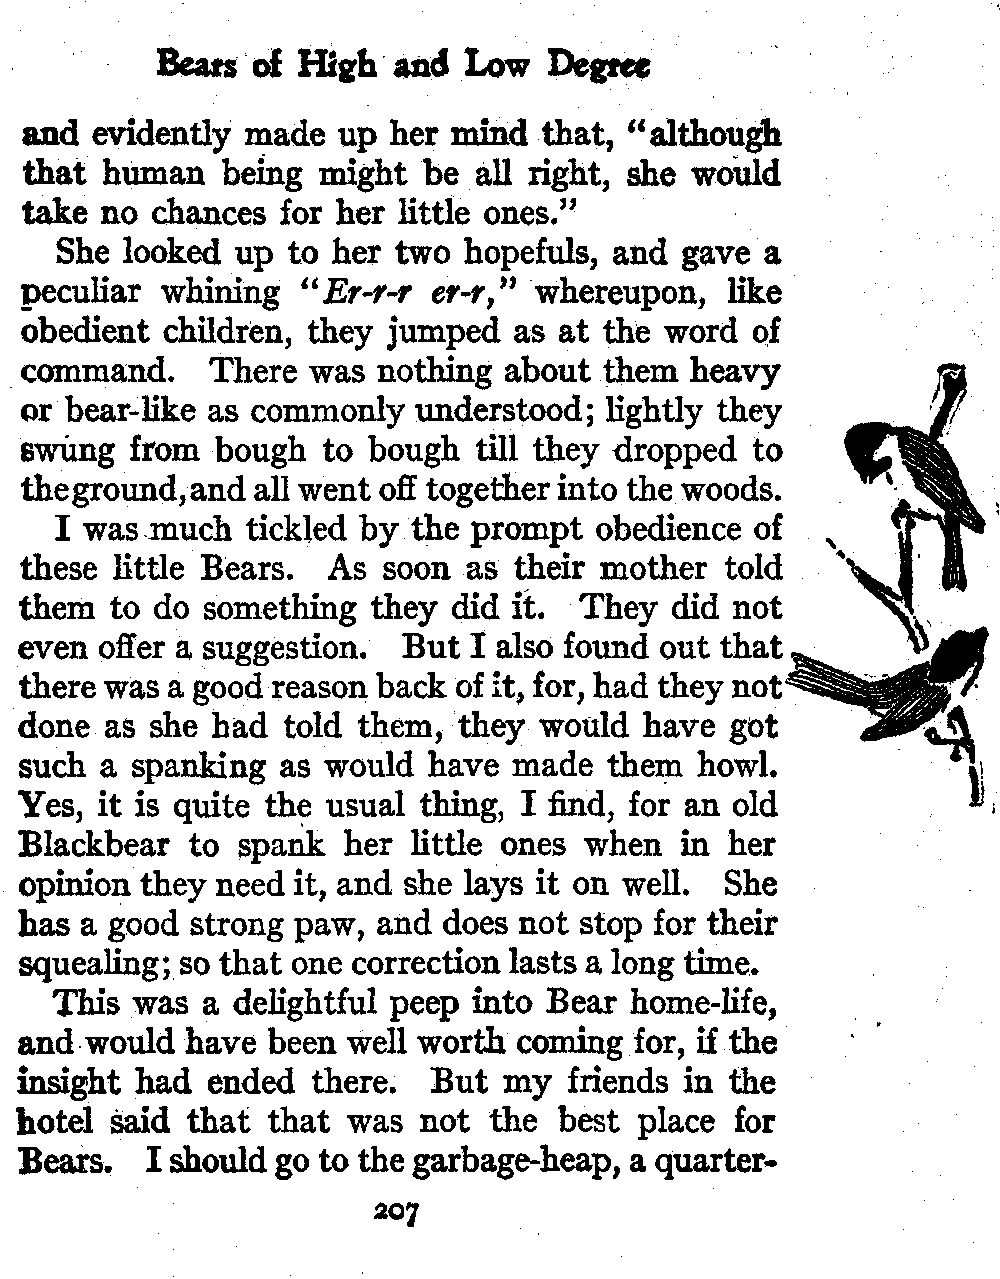 Bears of High and Low Degree
and evidently made up her mind that, “although
that human being might be all right, she would
take no chances for her little ones.”
She looked up to her two hopefuls, and gave a
peculiar whining “Er-r-r er-r,” whereupon, like
obedient children, they jumped as at the word of
command. There was nothing about them heavy
or bear-like as commonly understood; lightly they
swung from bough to bough till they dropped to
the ground, and all went off together into the woods.
I was much tickled by the prompt obedience of
these little Bears. As soon as their mother told
them to do something they did it. They did not
even offer a suggestion. But I also found out that
there was a good reason back of it, for, had they not
done as she had told them, they would have got
such a spanking as would have made them howl.
Yes, it is quite the usual thing, I find, for an old
Blackbear to spank her little ones when in her
opinion they need it, and she lays it on well. She
has a good strong paw, and does not stop for their
squealing; so that one correction lasts a long time.
This was a delightful peep into Bear home-life,
and would have been well worth coming for, if the
insight had ended there. But my friends in the
hotel said that that was not the best place for
Bears. I should go to the garbage-heap, a quarter-
207